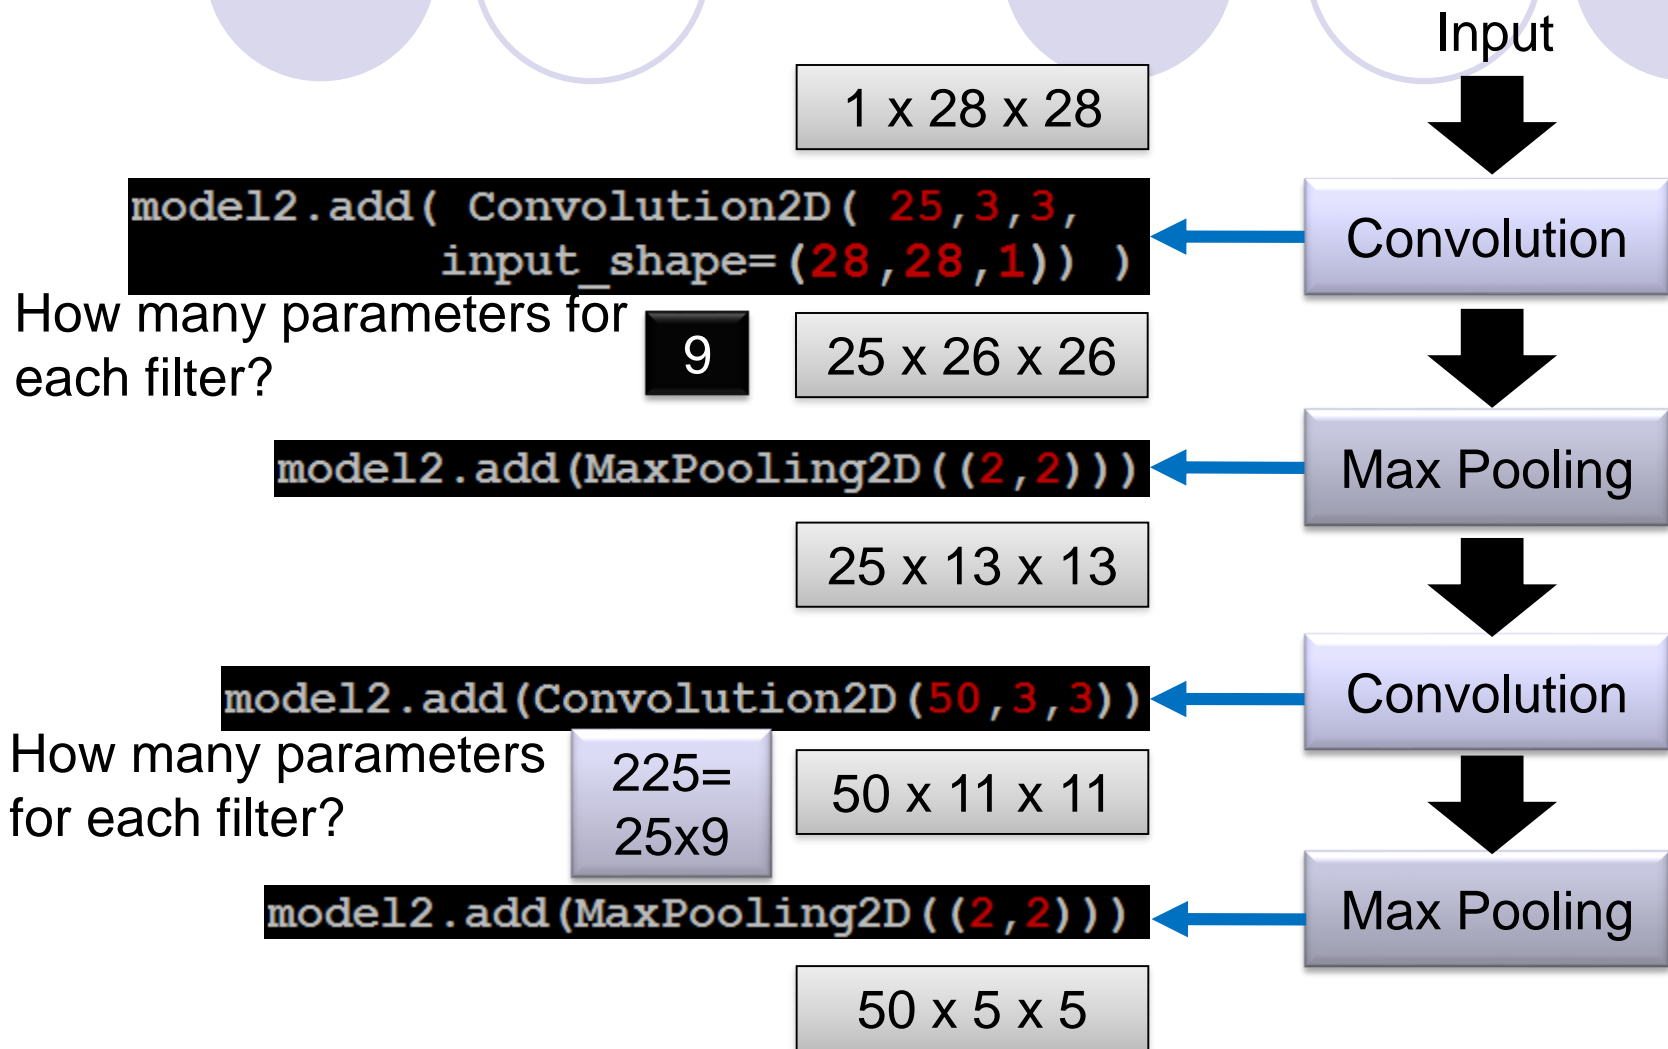 Input
1 x 28 x 28
model2.add( Convolution2D( 25,3,3,
input_shape=(28,28,1)) )
Convolution
How many parameters for
each filter?
9
25 x 26 x 26
model2.add(MaxPooling2D((2,2)))
Max Pooling
25 x 13 x 13
model2.add(Convolution2D(50,3,3))
Convolution
How many parameters
for each filter?
225=
25x9
50 x 11 x 11
model2.add(MaxPooling2D((2,2)))
Max Pooling
50 x 5 x 5